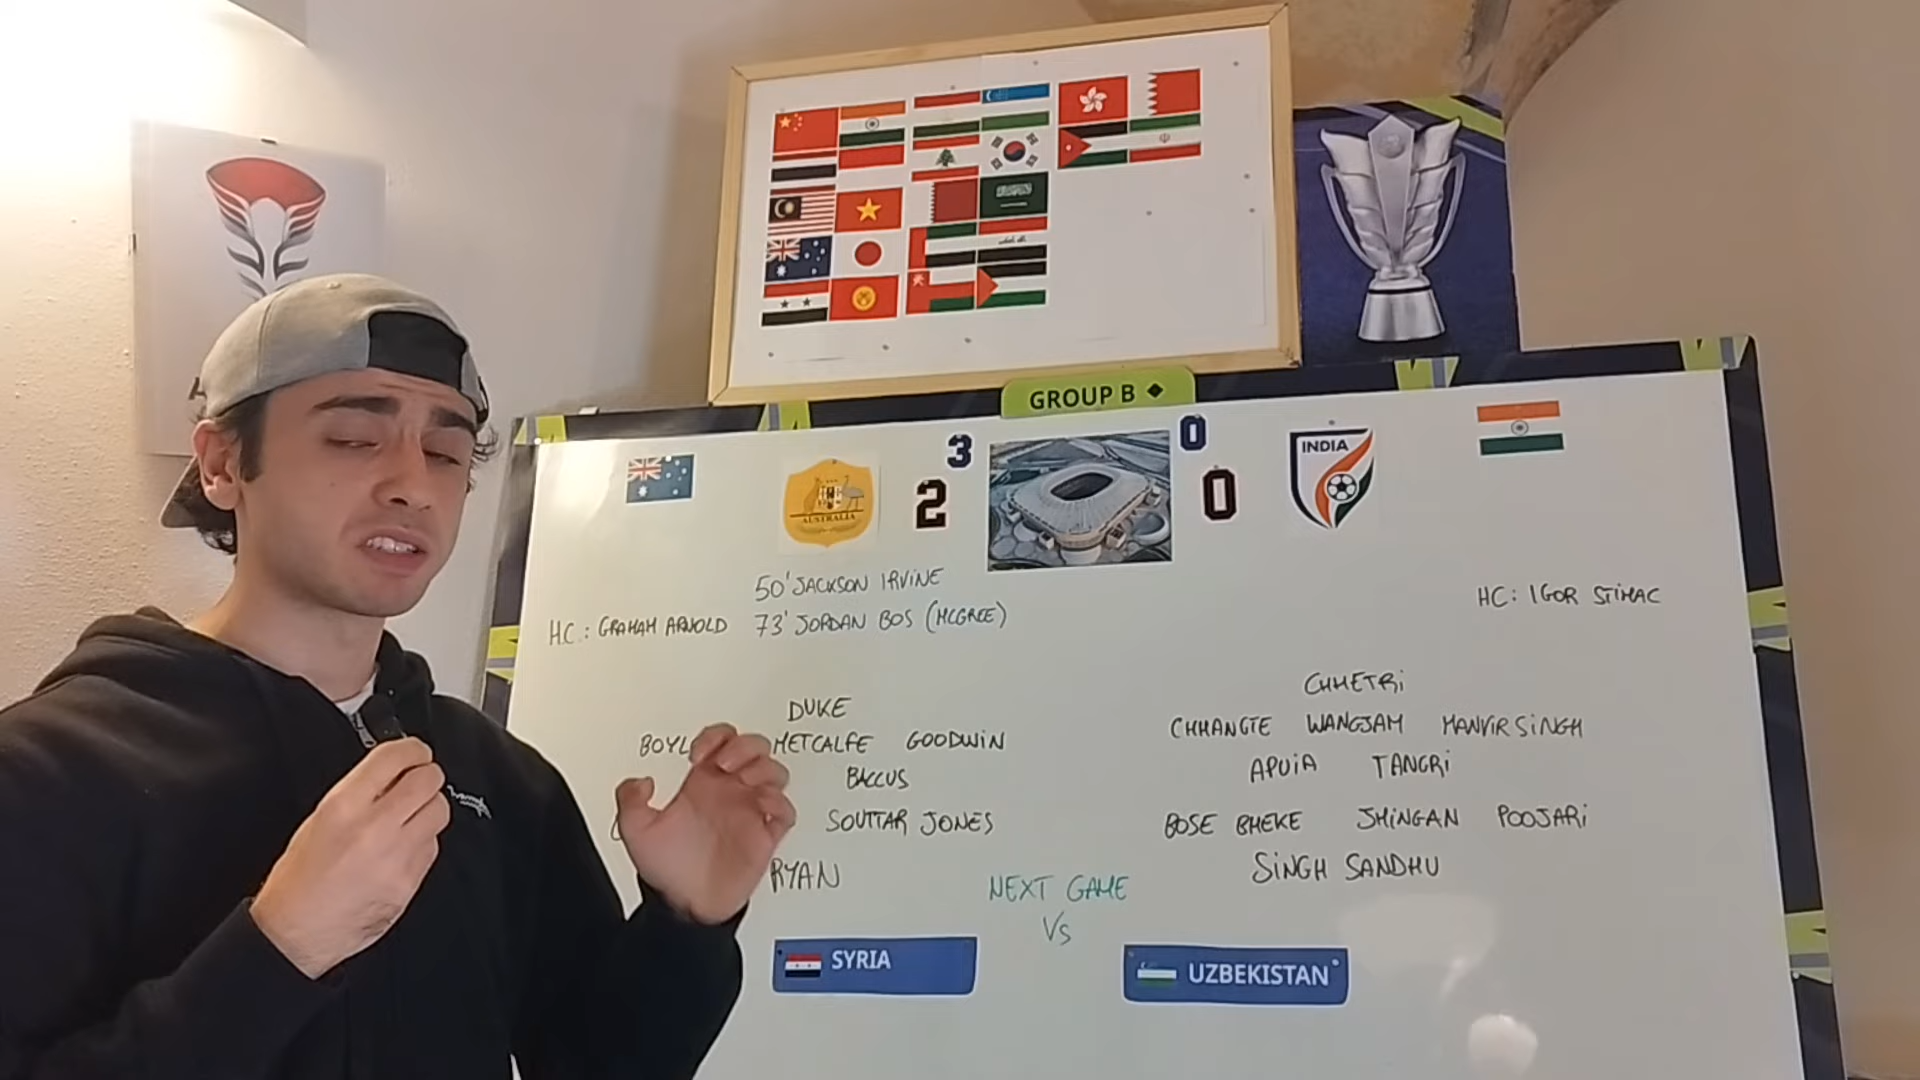 GROUP B
3 0
2 0
AUSTRALIA
INDIA
50' JACKSON IRVINE
H.C.: GRAHAM ARNOLD 73' JORDAN BOS (MCGREE)
HC: IGOR STIMAC
DUKE
METCALFE GOODWIN
BACCUS
SOUTTAR JONES
RYAN
CHHETRI
CHHANGTE WANGJAM MANVIR SINGH
APUIA TANGRI
BOSE BHEKE JHINGAN POOJARI
SINGH SANDHU
NEXT GAME
VS
SYRIA
UZBEKISTAN